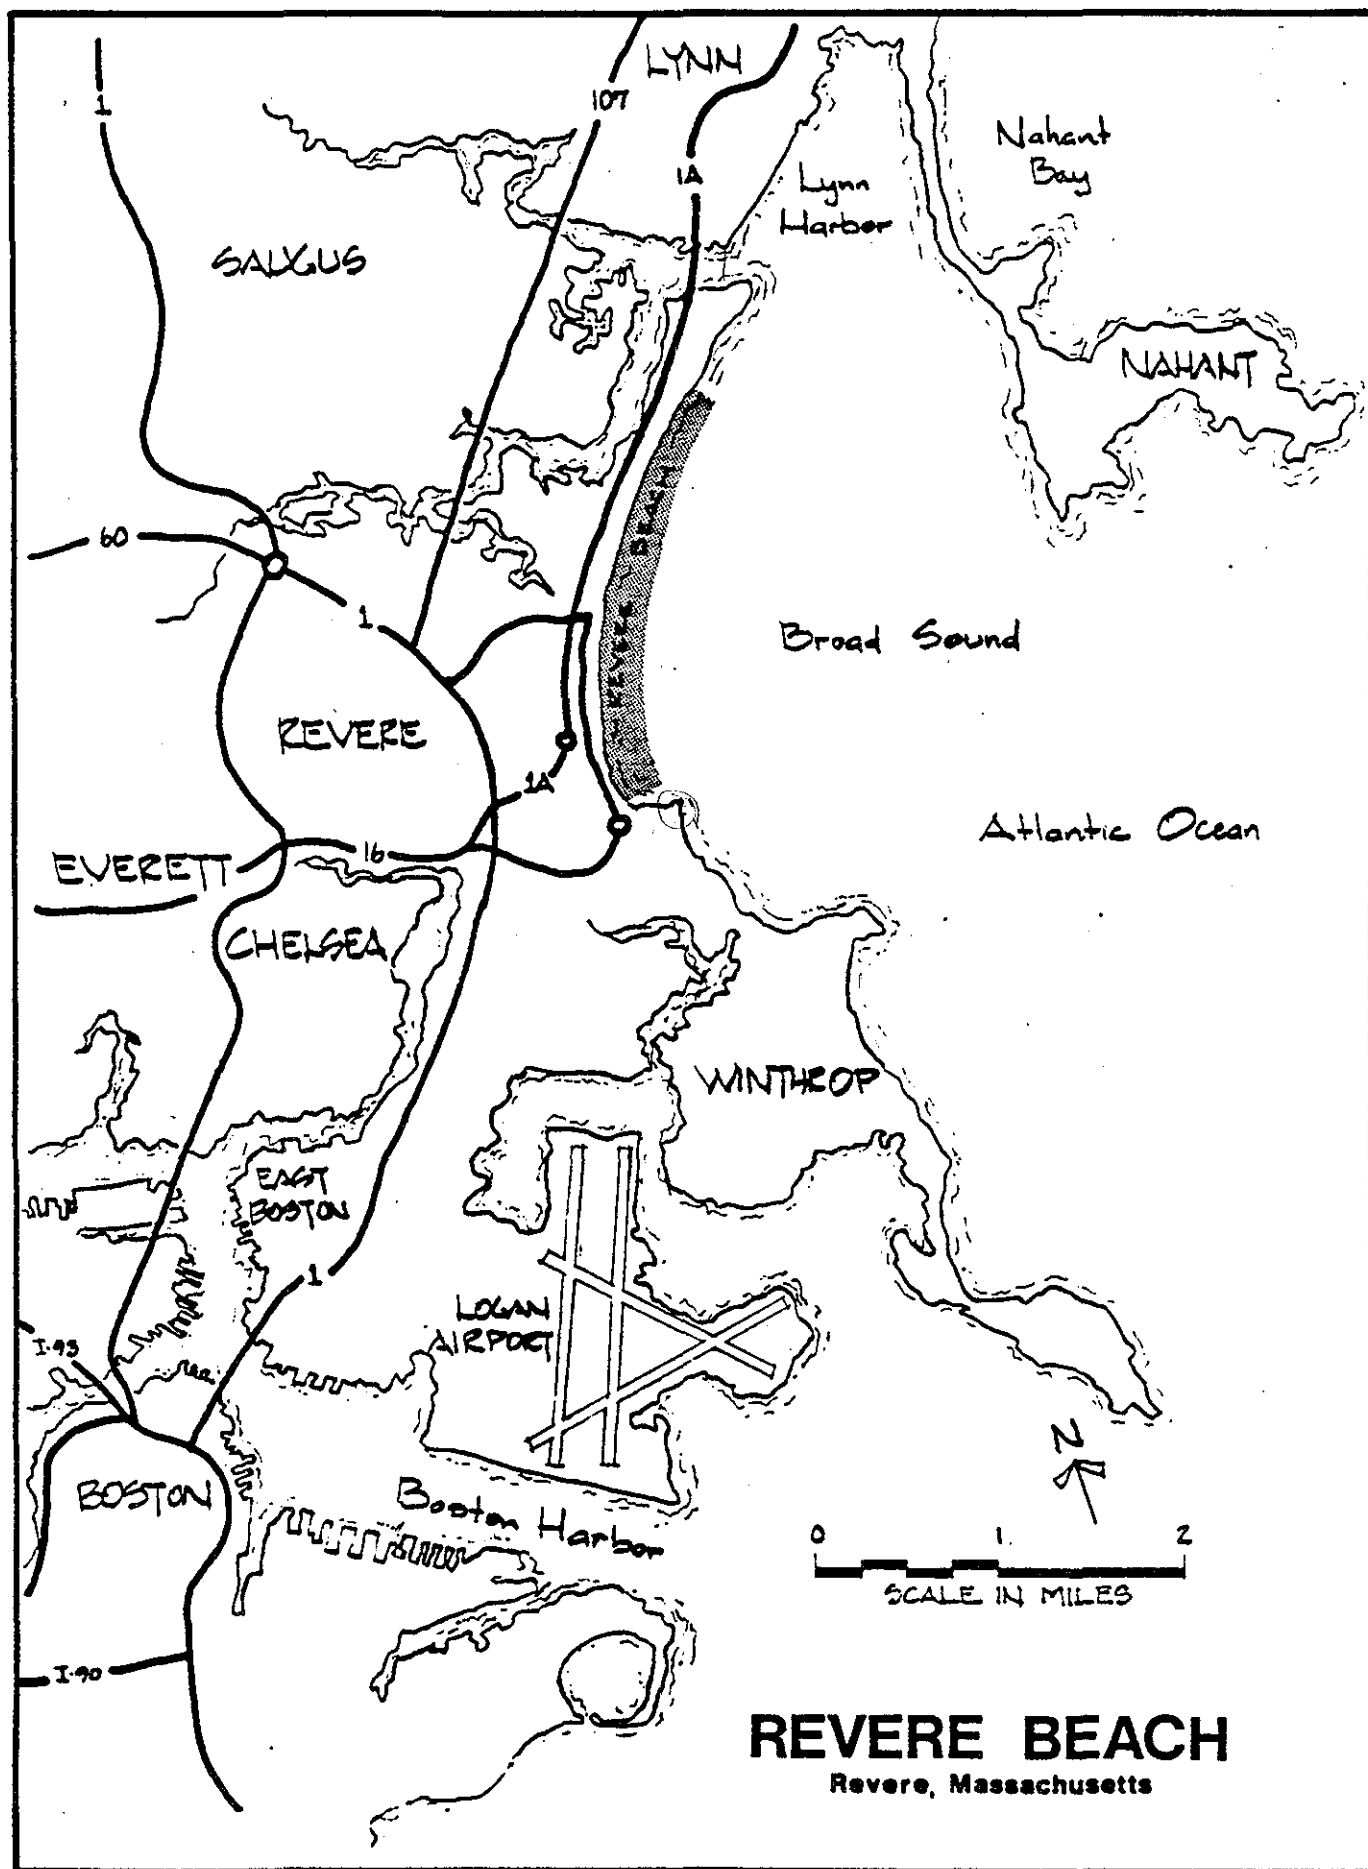 LYNN
1
107
1A
Nahant
Bay
Lynn
Harbor
SAUGUS
NAHANT
60
1
REVERE BEACH
Broad Sound
REVERE
1A
Atlantic Ocean
16
EVERETT
CHELSEA
WINTHROP
EAST
BOSTON
1
LOGAN
AIRPORT
I-93
N
BOSTON
Boston Harbor
0 1 2
SCALE IN MILES
I-90
REVERE BEACH
Revere, Massachusetts